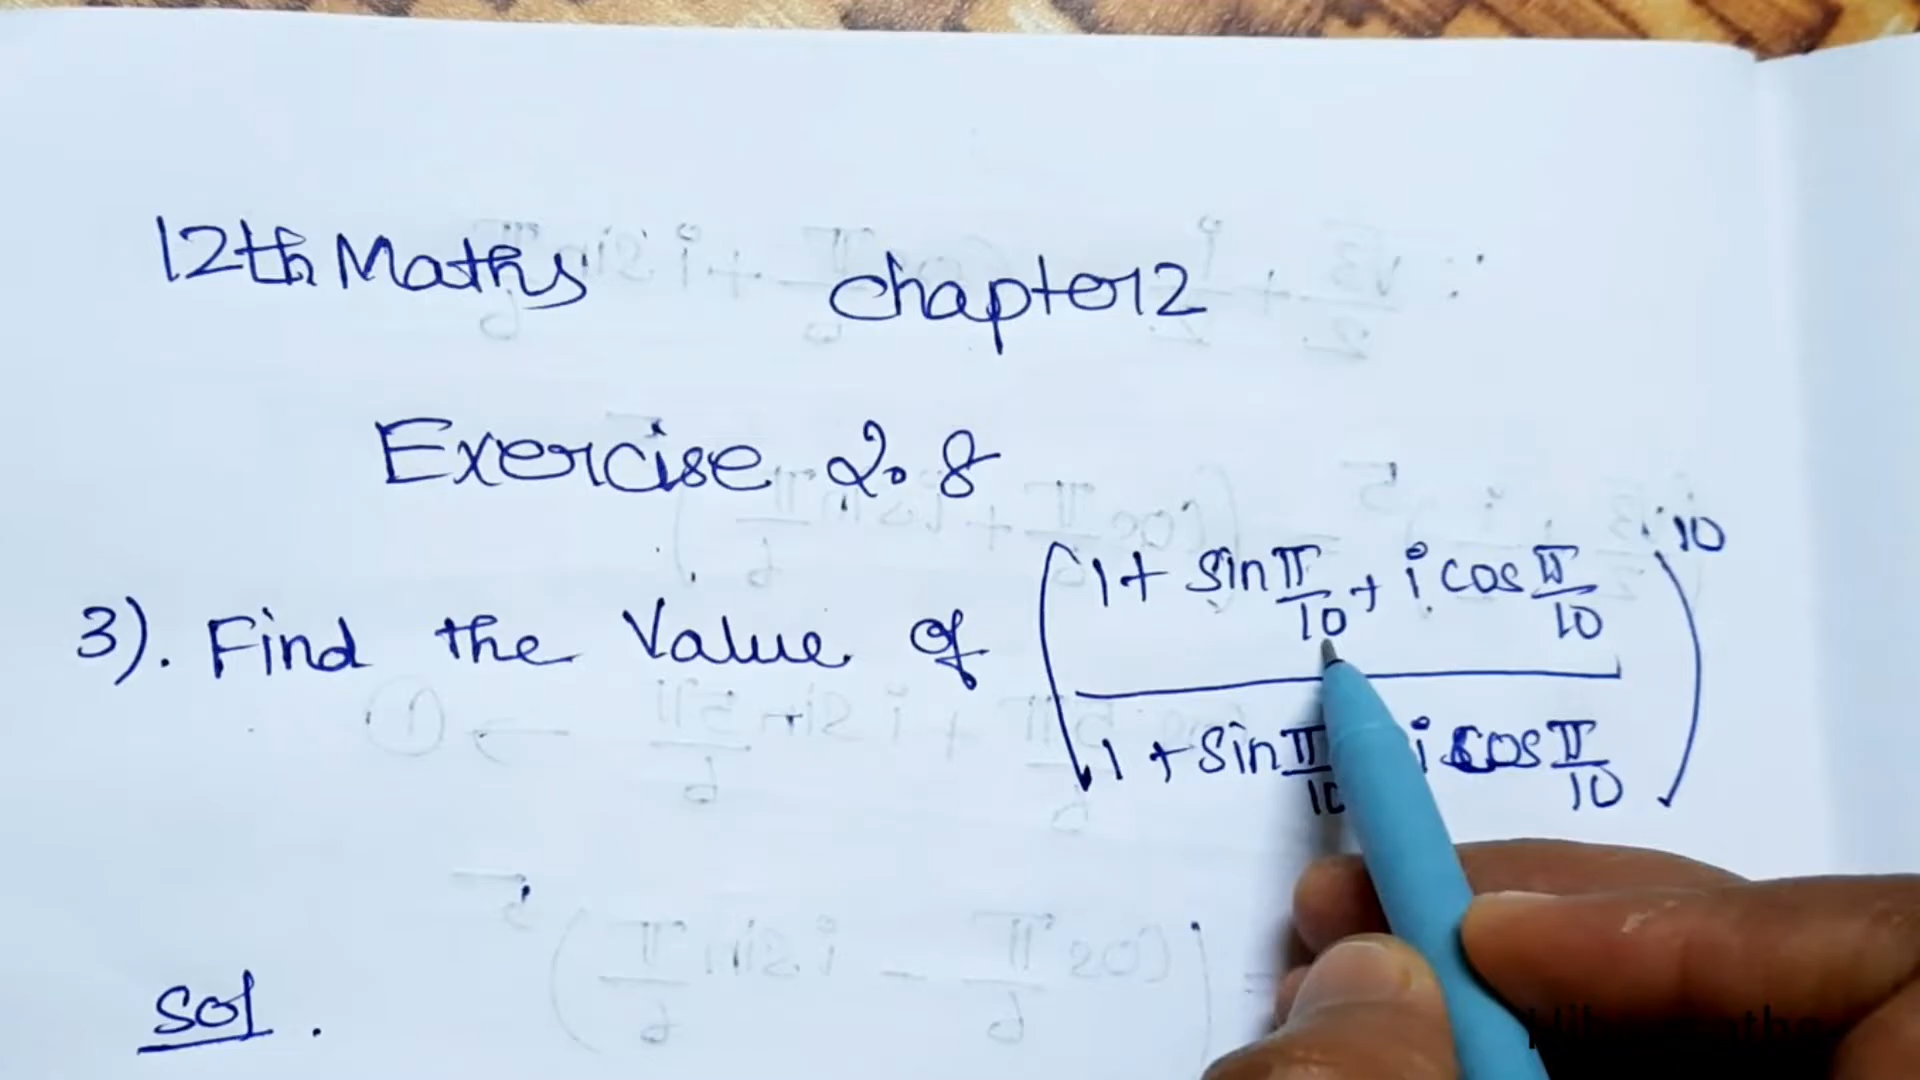 12th Maths chapter 2
Exercise 2.8
3). Find the Value of (1 + sin π/10 + i cos π/10 / 1 + sin π/10 i cos π/10)^10
Sol.